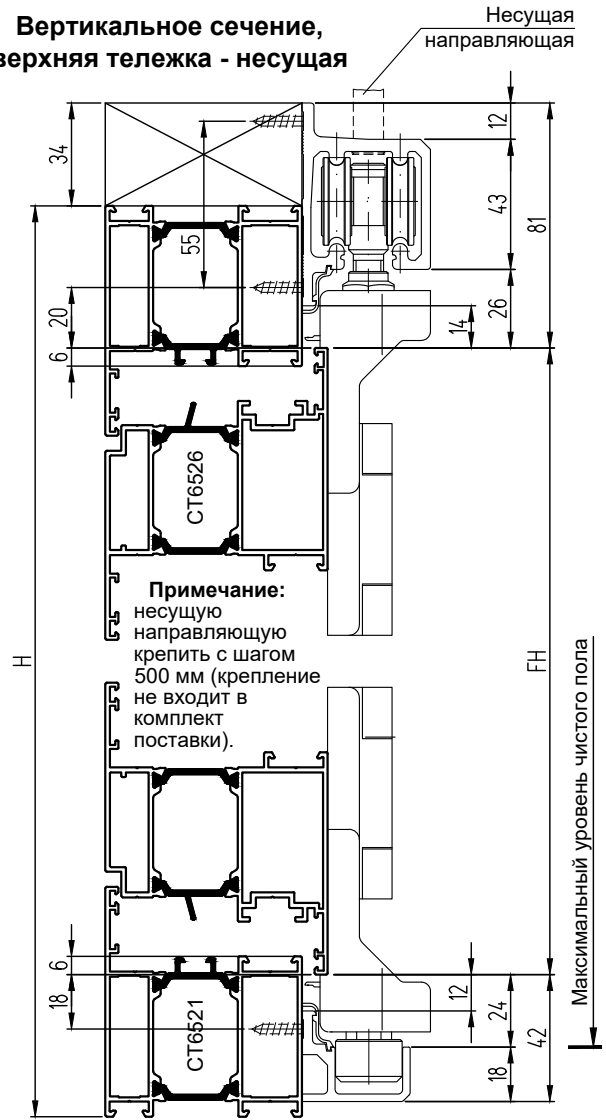 Вертикальное сечение,
верхняя тележка - несущая
Несущая
направляющая
34
55
20
6
12
43
81
26
14
СТ6526
Примечание:
несущую
направляющую
крепить с шагом
500 мм (крепление
не входит в
комплект
поставки).
H
FH
Максимальный уровень чистого пола
6
18
СТ6521
12
24
42
18